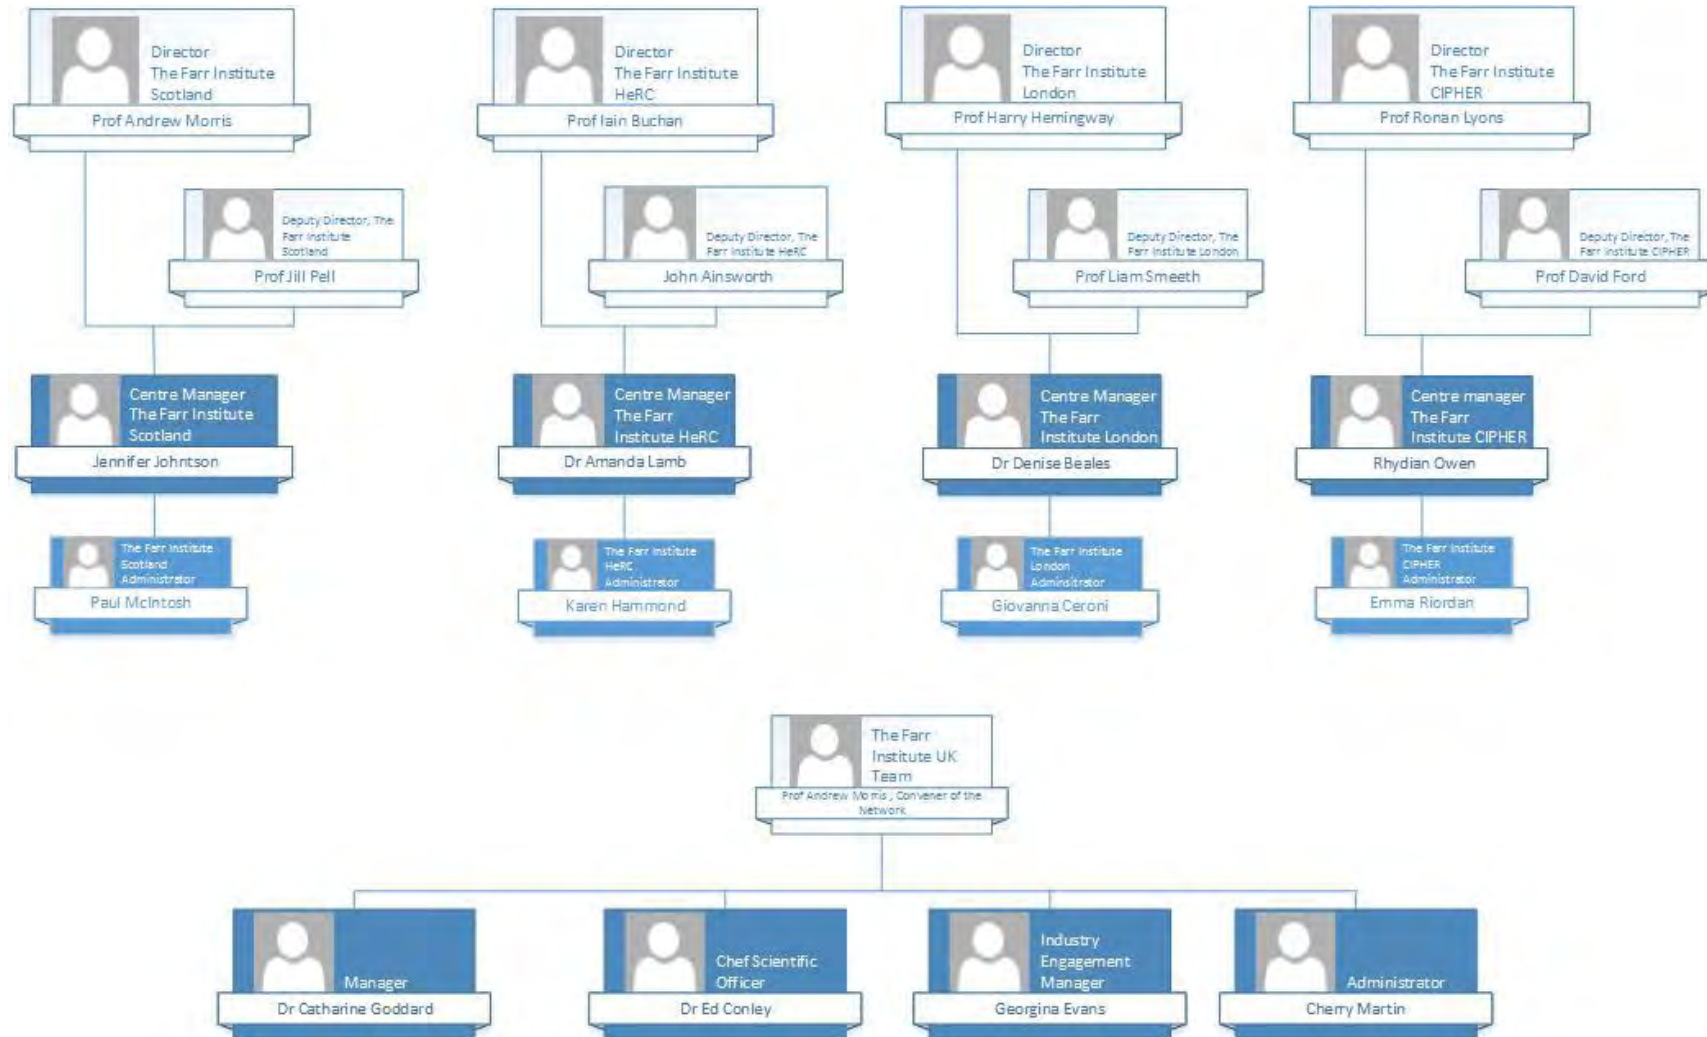 Director
The Farr Institute
Scotland
Prof Andrew Morris
Director
The Farr Institute
HeRC
Prof Iain Buchan
Director
The Farr Institute
London
Prof Harry Hemingway
Director
The Farr Institute
CIPHER
Prof Ronan Lyons
Deputy Director, The
Farr Institute
Scotland
Prof Jill Pell
Deputy Director, The
Farr Institute HeRC
John Ainsworth
Deputy Director, The
Farr Institute London
Prof Liam Smeeth
Deputy Director, The
Farr Institute CIPHER
Prof David Ford
Centre Manager
The Farr Institute
Scotland
Jennifer Johntson
Centre Manager
The Farr
Institute HeRC
Dr Amanda Lamb
Centre Manager
The Farr
Institute London
Dr Denise Beales
Centre manager
The Farr
Institute CIPHER
Rhydian Owen
The Farr Institute
Scotland
Administrator
Paul McIntosh
The Farr Institute
HeRC
Administrator
Karen Hammond
The Farr Institute
London
Adminsitrator
Giovanna Ceroni
The Farr Institute
CIPHER
Administrator
Emma Riordan
The Farr
Institute UK
Team
Prof Andrew Morris , Convener of the
Network
Manager
Dr Catharine Goddard
Chef Scientific
Officer
Dr Ed Conley
Industry
Engagement
Manager
Georgina Evans
Administrator
Cherry Martin